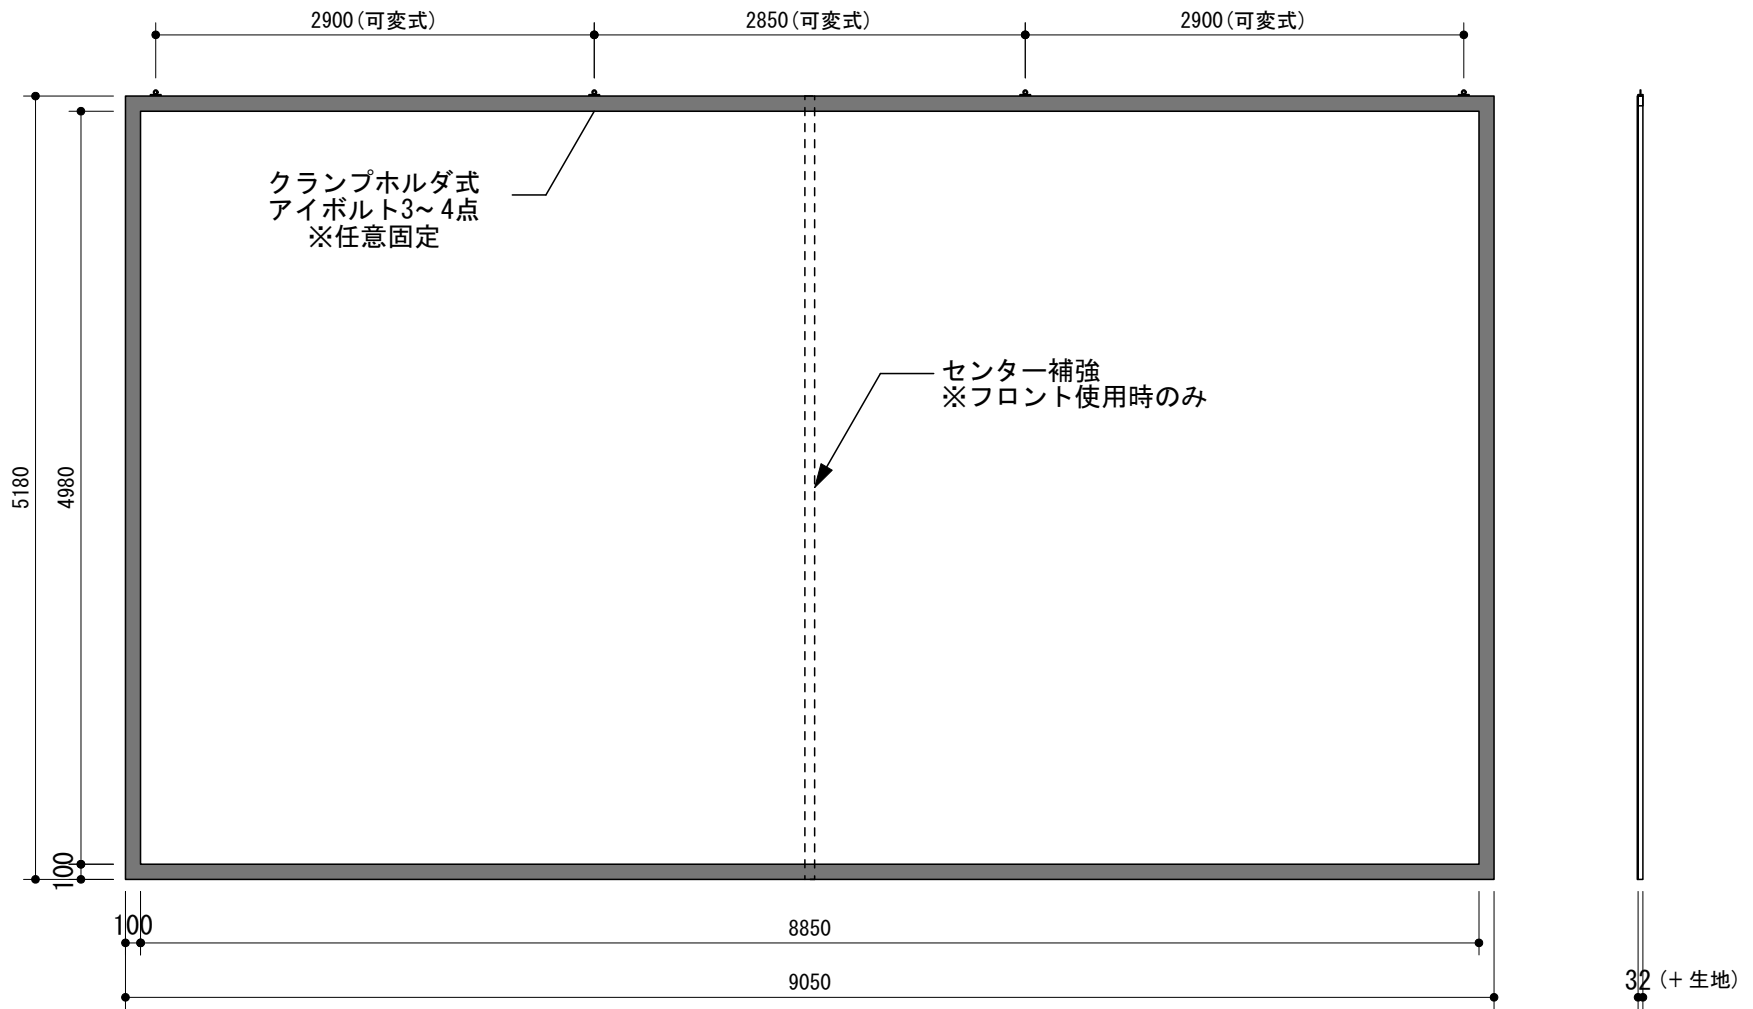 2900(可変式)
2850(可変式)
2900(可変式)
クランプホルダ式
アイボルト3~4点
※任意固定
センター補強
※フロント使用時のみ
5180
4980
100
100
8850
9050
32(+生地)